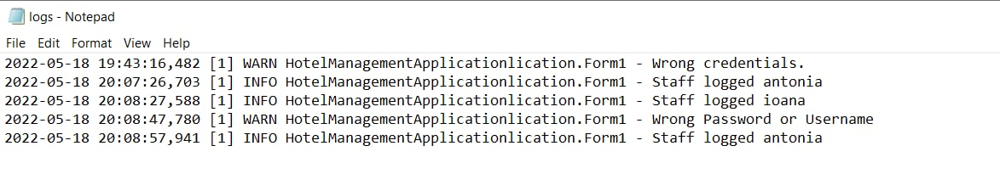 logs - Notepad
File Edit Format View Help
2022-05-18 19:43:16,482 [1] WARN HotelManagementApplicationlication.Form1 - Wrong credentials.
2022-05-18 20:07:26,703 [1] INFO HotelManagementApplicationlication.Form1 - Staff logged antonia
2022-05-18 20:08:27,588 [1] INFO HotelManagementApplicationlication.Form1 - Staff logged ioana
2022-05-18 20:08:47,780 [1] WARN HotelManagementApplicationlication.Form1 - Wrong Password or Username
2022-05-18 20:08:57,941 [1] INFO HotelManagementApplicationlication.Form1 - Staff logged antonia